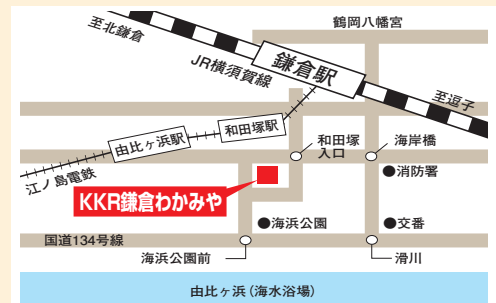 鶴岡八幡宮
至北鎌倉
JR横須賀線
鎌倉駅
至逗子
和田塚駅
由比ヶ浜駅
江ノ島電鉄
和田塚
入口
海岸橋
●消防署
KKR鎌倉わかみや
●海浜公園
●交番
国道134号線
海浜公園前
滑川
由比ヶ浜(海水浴場)